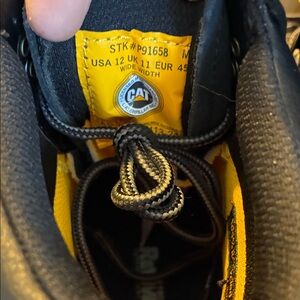 STK# P91658 M
USA 12 UK 11 EUR 45
WIDE WIDTH
CAT